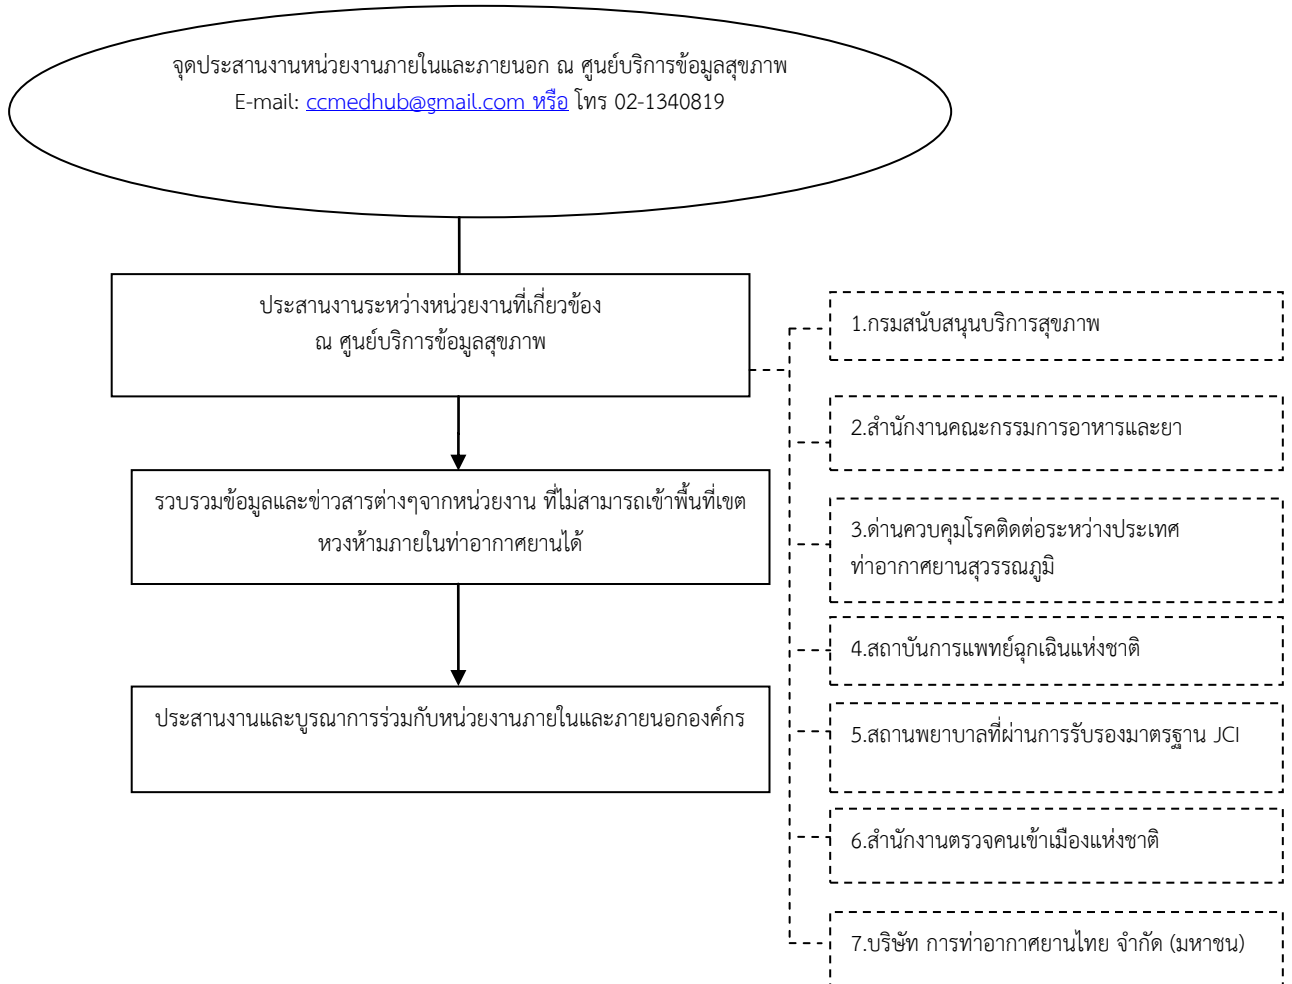 จุดประสานงานหน่วยงานภายในและภายนอก ณ ศูนย์บริการข้อมูลสุขภาพ
E-mail: ccmedhub@gmail.com หรือ โทร 02-1340819
ประสานงานระหว่างหน่วยงานที่เกี่ยวข้อง
ณ ศูนย์บริการข้อมูลสุขภาพ
รวบรวมข้อมูลและข่าวสารต่างๆจากหน่วยงาน ที่ไม่สามารถเข้าพื้นที่เขต
หวงห้ามภายในท่าอากาศยานได้
ประสานงานและบูรณาการร่วมกับหน่วยงานภายในและภายนอกองค์กร
1.กรมสนับสนุนบริการสุขภาพ
2.สำนักงานคณะกรรมการอาหารและยา
3.ด่านควบคุมโรคติดต่อระหว่างประเทศ
ท่าอากาศยานสุวรรณภูมิ
4.สถาบันการแพทย์ฉุกเฉินแห่งชาติ
5.สถานพยาบาลที่ผ่านการรับรองมาตรฐาน JCI
6.สำนักงานตรวจคนเข้าเมืองแห่งชาติ
7.บริษัท การท่าอากาศยานไทย จำกัด (มหาชน)